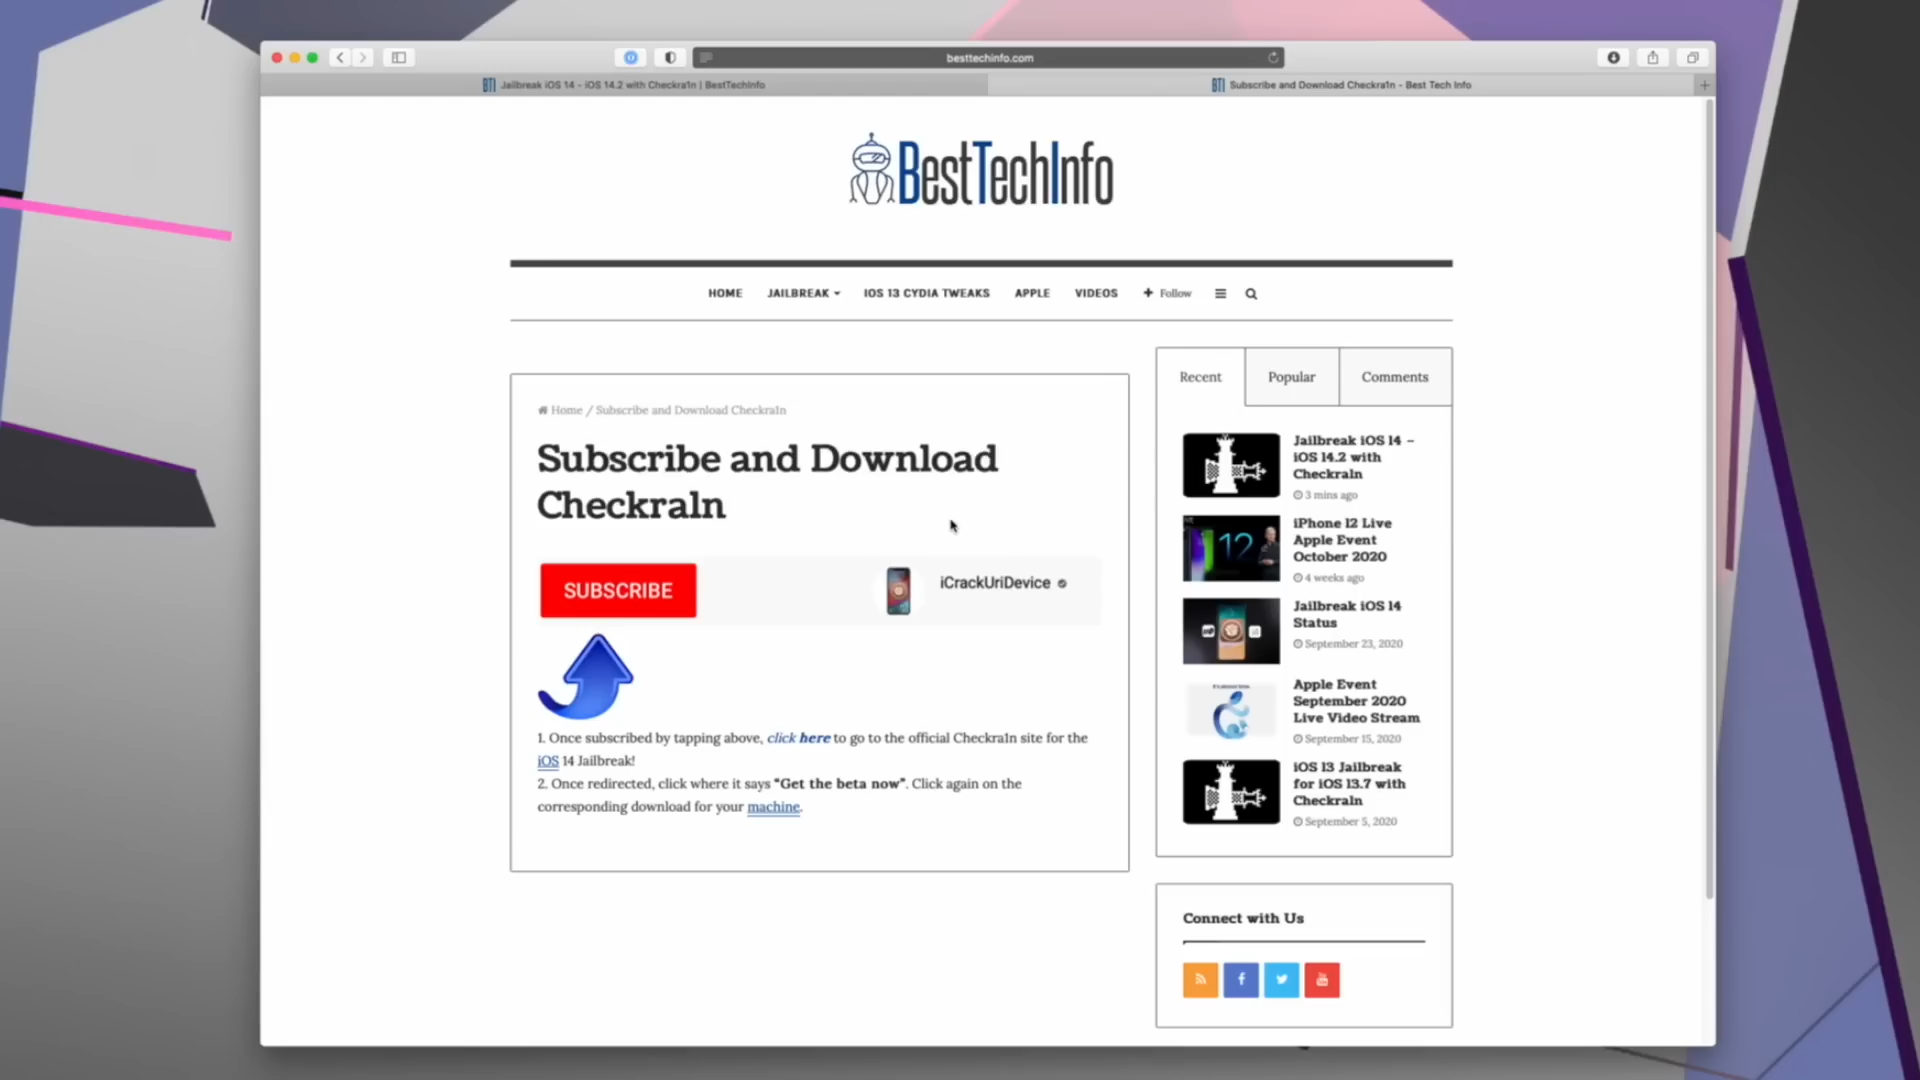 besttechinfo.com
BTI Jailbreak iOS 14 - iOS 14.2 with Checkra1n | BestTechInfo
BTI Subscribe and Download Checkra1n - Best Tech Info
BestTechInfo
HOME JAILBREAK IOS 13 CYDIA TWEAKS APPLE VIDEOS + Follow
Home / Subscribe and Download Checkra1n
Subscribe and Download
Checkra1n
SUBSCRIBE
iCrackUriDevice
1. Once subscribed by tapping above, click here to go to the official Checkra1n site for the
iOS 14 Jailbreak!
2. Once redirected, click where it says “Get the beta now”. Click again on the
corresponding download for your machine.
Recent Popular Comments
Jailbreak iOS 14 –
iOS 14.2 with
Checkra1n
3 mins ago
12
iPhone 12 Live
Apple Event
October 2020
4 weeks ago
Jailbreak iOS 14
Status
September 23, 2020
Apple Event
September 2020
Live Video Stream
September 15, 2020
iOS 13 Jailbreak
for iOS 13.7 with
Checkra1n
September 5, 2020
Connect with Us